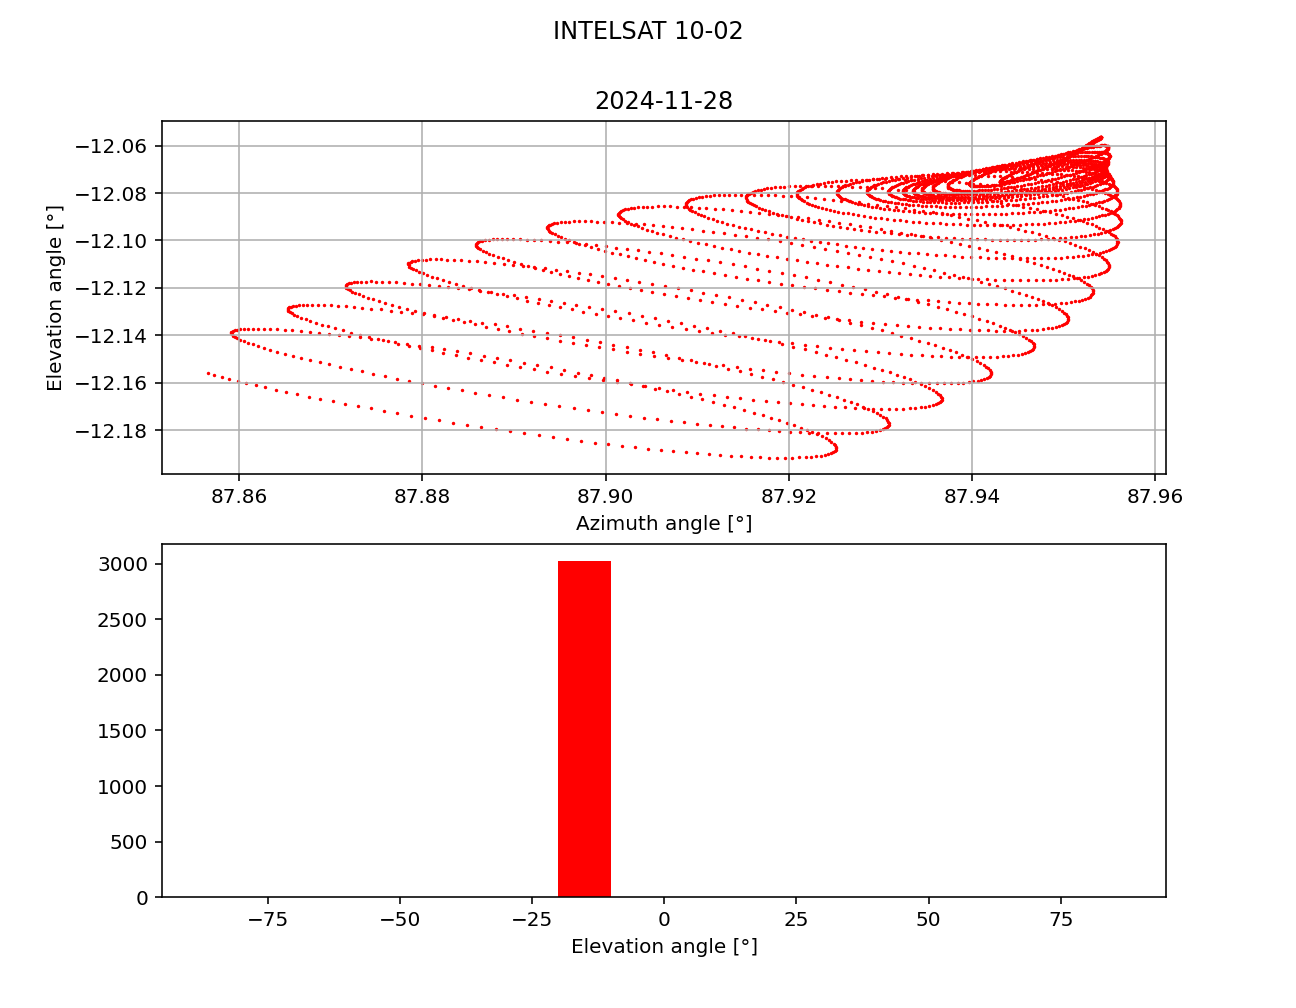 INTELSAT 10-02
2024-11-28
−12.06
−12.08
−12.10
−12.12
−12.14
−12.16
−12.18
Elevation angle [°]
87.86 87.88 87.90 87.92 87.94 87.96
Azimuth angle [°]
3000
2500
2000
1500
1000
500
0
−75 −50 −25 0 25 50 75
Elevation angle [°]